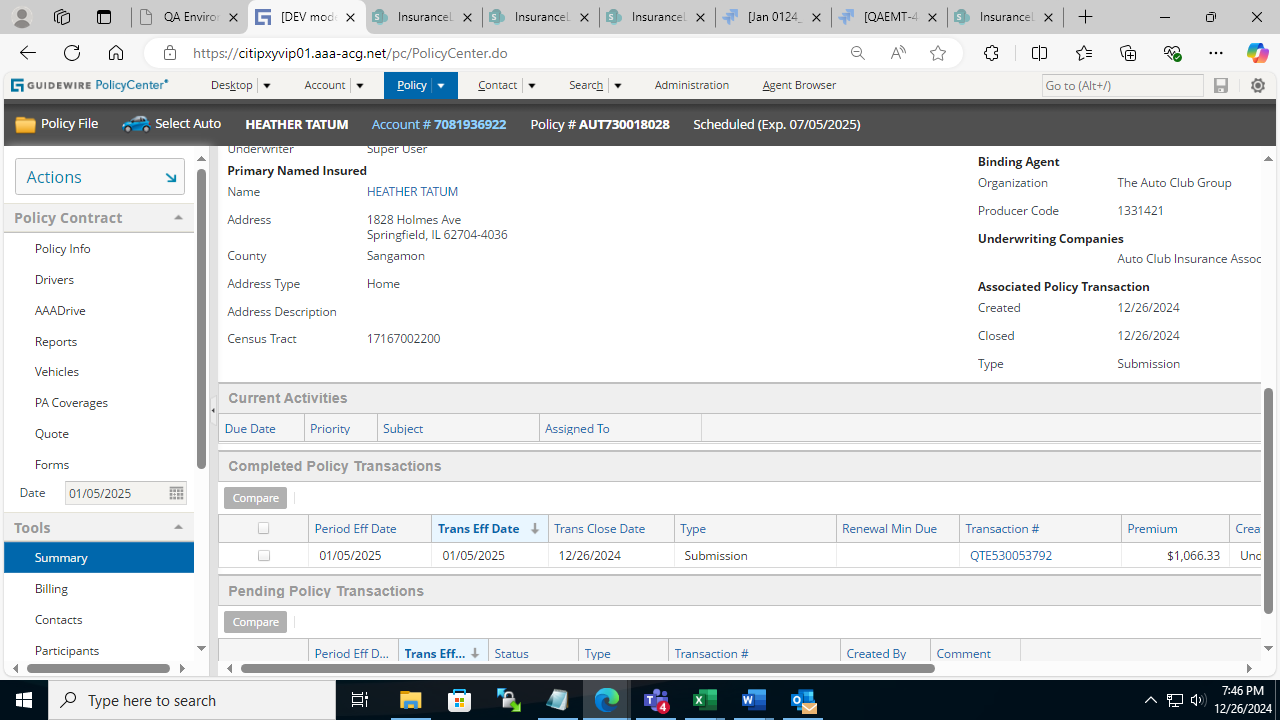 QA Environ
[DEV mode
InsuranceL
InsuranceL
InsuranceL
[Jan 0124_
[QAEMT-4
InsuranceL
https://citipxyvip01.aaa-acg.net/pc/PolicyCenter.do
GUIDEWIRE PolicyCenter
Desktop
Account
Policy
Contact
Search
Administration
Agent Browser
Go to (Alt+/)
Policy File
Select Auto
HEATHER TATUM
Account # 7081936922
Policy # AUT730018028
Scheduled (Exp. 07/05/2025)
Actions
Policy Contract
Policy Info
Drivers
AAADrive
Reports
Vehicles
PA Coverages
Quote
Forms
Date 01/05/2025
Tools
Summary
Billing
Contacts
Participants
Underwriter Super User
Primary Named Insured
Name HEATHER TATUM
Address 1828 Holmes Ave
Springfield, IL 62704-4036
County Sangamon
Address Type Home
Address Description
Census Tract 17167002200
Binding Agent
Organization The Auto Club Group
Producer Code 1331421
Underwriting Companies
Auto Club Insurance Assoc
Associated Policy Transaction
Created 12/26/2024
Closed 12/26/2024
Type Submission
Current Activities
Due Date Priority Subject Assigned To
Completed Policy Transactions
Compare
Period Eff Date Trans Eff Date Trans Close Date Type Renewal Min Due Transaction # Premium Crea
01/05/2025 01/05/2025 12/26/2024 Submission QTE530053792 $1,066.33 Und
Pending Policy Transactions
Compare
Period Eff D... Trans Eff... Status Type Transaction # Created By Comment
Type here to search
4
7:46 PM
12/26/2024